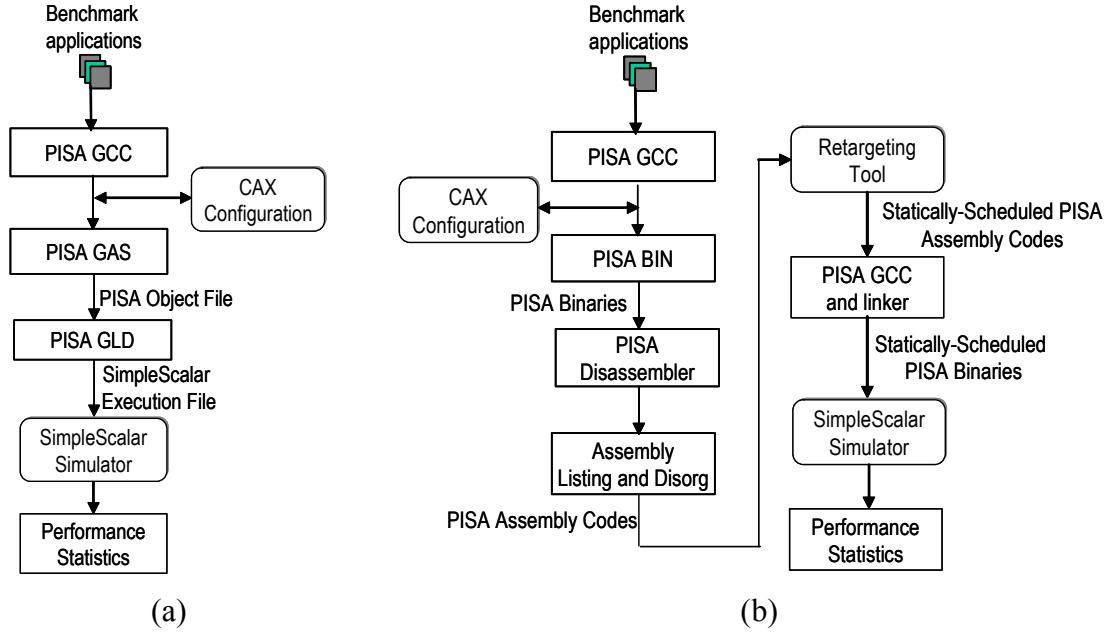 Benchmark
applications
PISA GCC
CAX
Configuration
PISA GAS
PISA Object File
PISA GLD
SimpleScalar
Execution File
SimpleScalar
Simulator
Performance
Statistics
(a)
Benchmark
applications
PISA GCC
CAX
Configuration
PISA BIN
PISA Binaries
PISA
Disassembler
Assembly
Listing and Disorg
PISA Assembly Codes
Retargeting
Tool
Statically-Scheduled PISA
Assembly Codes
PISA GCC
and linker
Statically-Scheduled
PISA Binaries
SimpleScalar
Simulator
Performance
Statistics
(b)